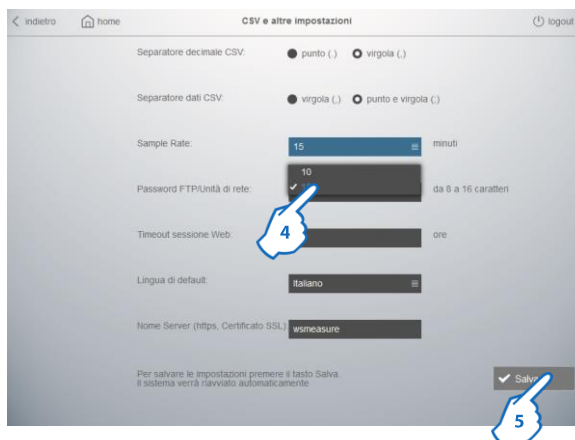 indietro home CSV e altre impostazioni logout
Separatore decimale CSV: punto (.) virgola (,)
Separatore dati CSV: virgola (,) punto e virgola (;)
Sample Rate: 15 minuti
10
Password FTP/Unità di rete: da 8 a 16 caratteri
4
Timeout sessione Web: ore
Lingua di default: Italiano
Nome Server (https, Certificato SSL): wsmeasure
Per salvare le impostazioni premere il tasto Salva.
Il sistema verrà riavviato automaticamente
Salva
5